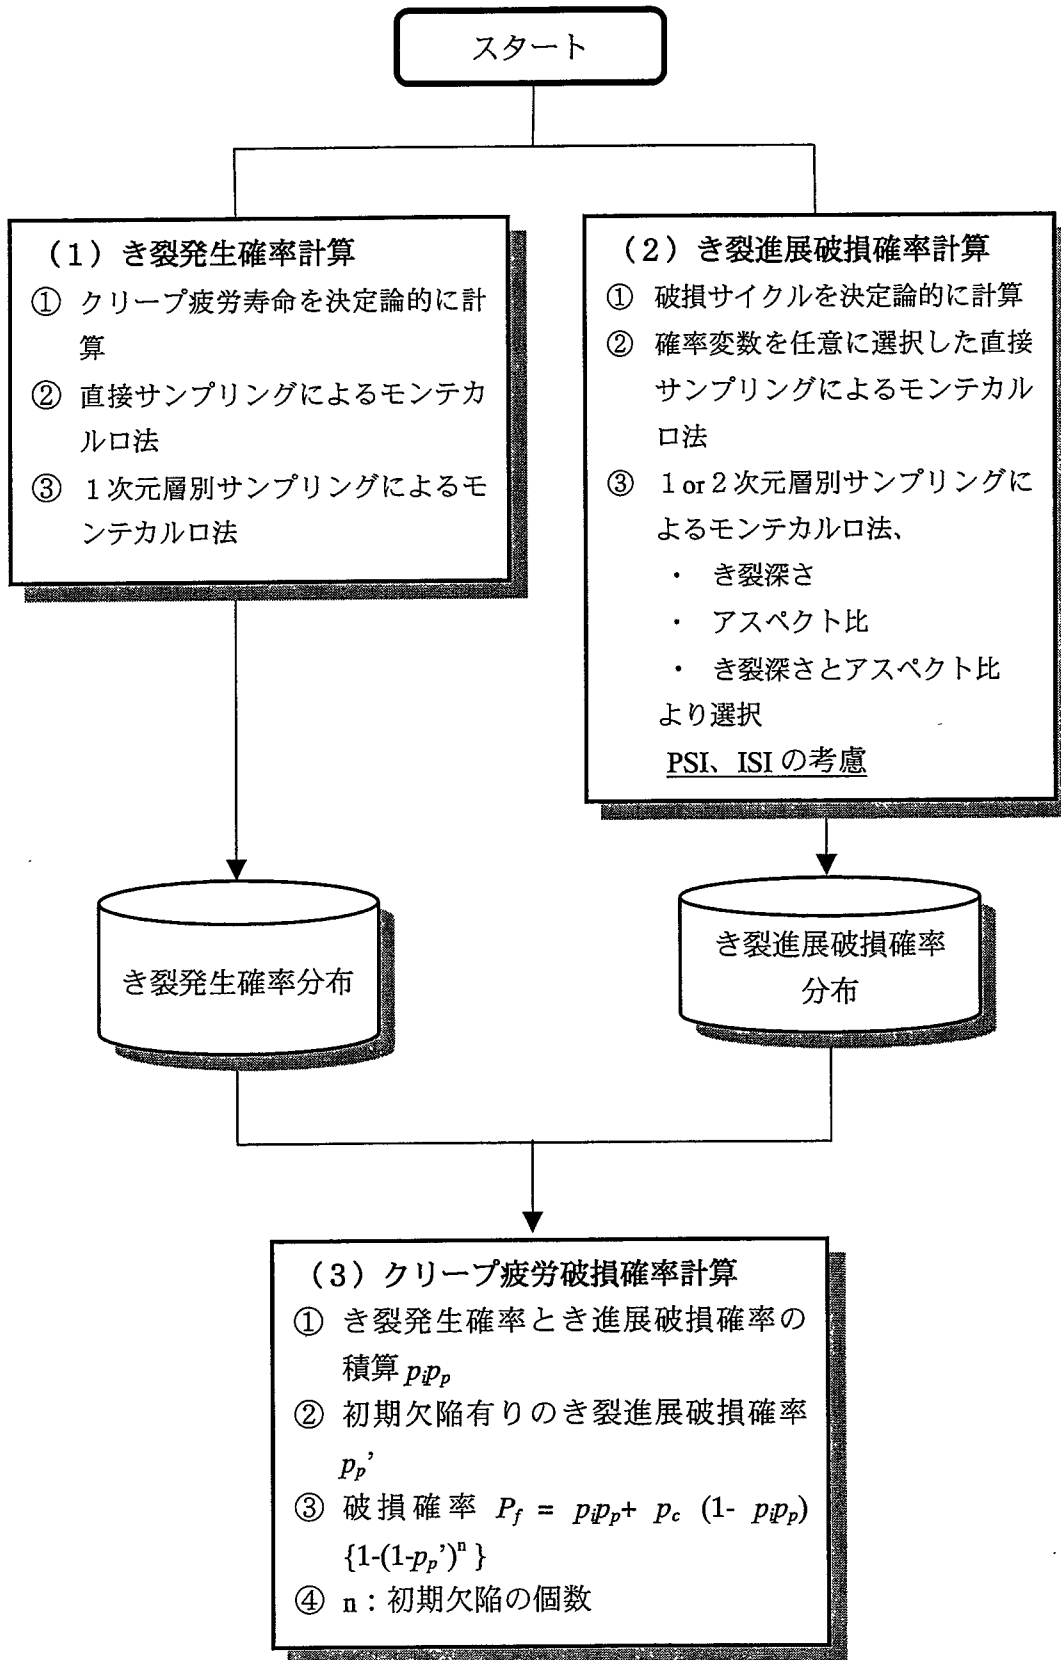 スタート
(1)き裂発生確率計算
① クリープ疲労寿命を決定論的に計
算
② 直接サンプリングによるモンテカ
ルロ法
③ 1次元層別サンプリングによるモ
ンテカルロ法
(2)き裂進展破損確率計算
① 破損サイクルを決定論的に計算
② 確率変数を任意に選択した直接
サンプリングによるモンテカル
ロ法
③ 1 or 2次元層別サンプリングに
よるモンテカルロ法、
・ き裂深さ
・ アスペクト比
・ き裂深さとアスペクト比
より選択
PSI、ISI の考慮
き裂発生確率分布
き裂進展破損確率
分布
(3)クリープ疲労破損確率計算
① き裂発生確率とき進展破損確率の
積算 pᵢpₚ
② 初期欠陥有りのき裂進展破損確率
pₚ’
③ 破損確率 P_f = pᵢpₚ+ p_c (1- pᵢpₚ)
{1-(1-pₚ’)ⁿ }
④ n:初期欠陥の個数